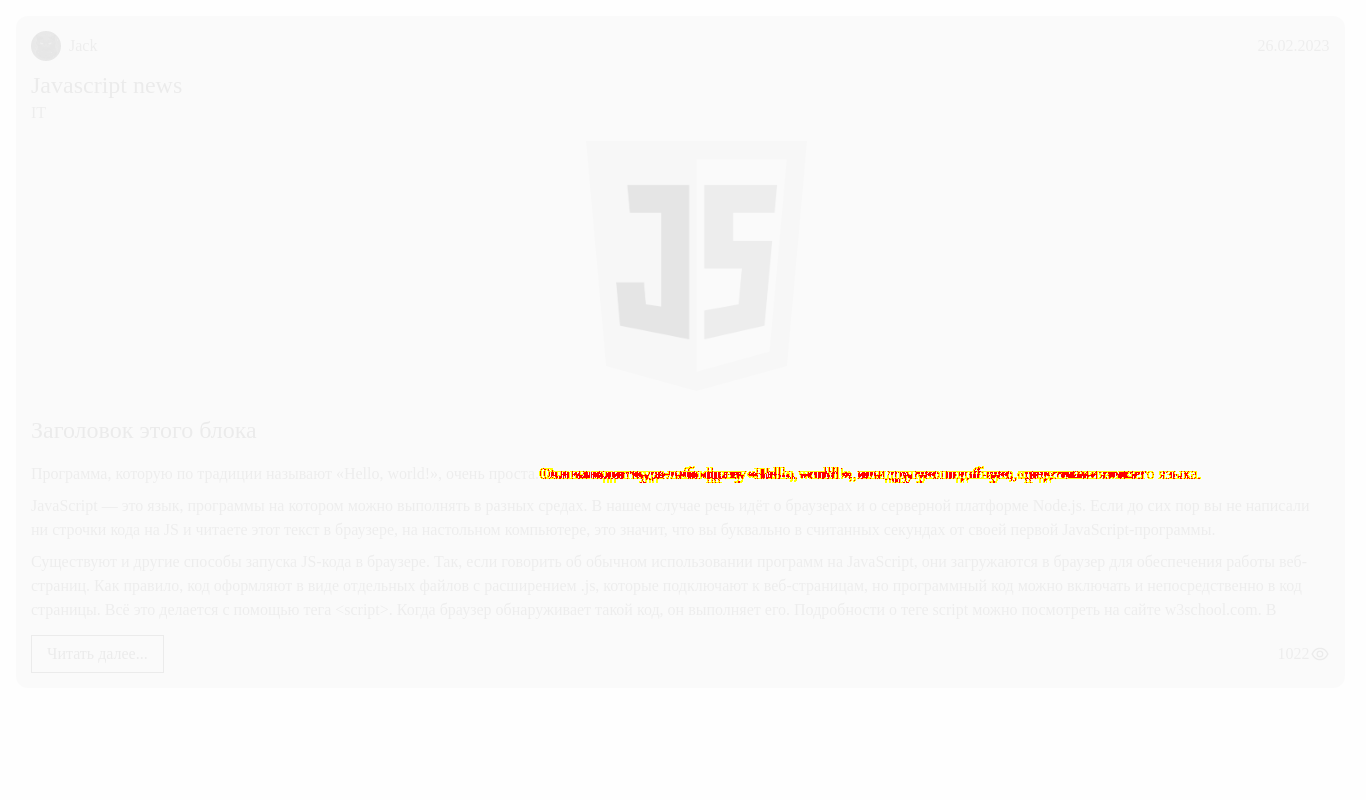 Jack
26.02.2023
Javascript news
IT
JS
Заголовок этого блока
Программа, которую по традиции называют «Hello, world!», очень проста
JavaScript — это язык, программы на котором можно выполнять в разных средах. В нашем случае речь идёт о браузерах и о серверной платформе Node.js. Если до сих пор вы не написали
ни строчки кода на JS и читаете этот текст в браузере, на настольном компьютере, это значит, что вы буквально в считанных секундах от своей первой JavaScript-программы.
Существуют и другие способы запуска JS-кода в браузере. Так, если говорить об обычном использовании программ на JavaScript, они загружаются в браузер для обеспечения работы веб-
страниц. Как правило, код оформляют в виде отдельных файлов с расширением .js, которые подключают к веб-страницам, но программный код можно включать и непосредственно в код
страницы. Всё это делается с помощью тега <script>. Когда браузер обнаруживает такой код, он выполняет его. Подробности о теге script можно посмотреть на сайте w3school.com. В
Читать далее...
1022